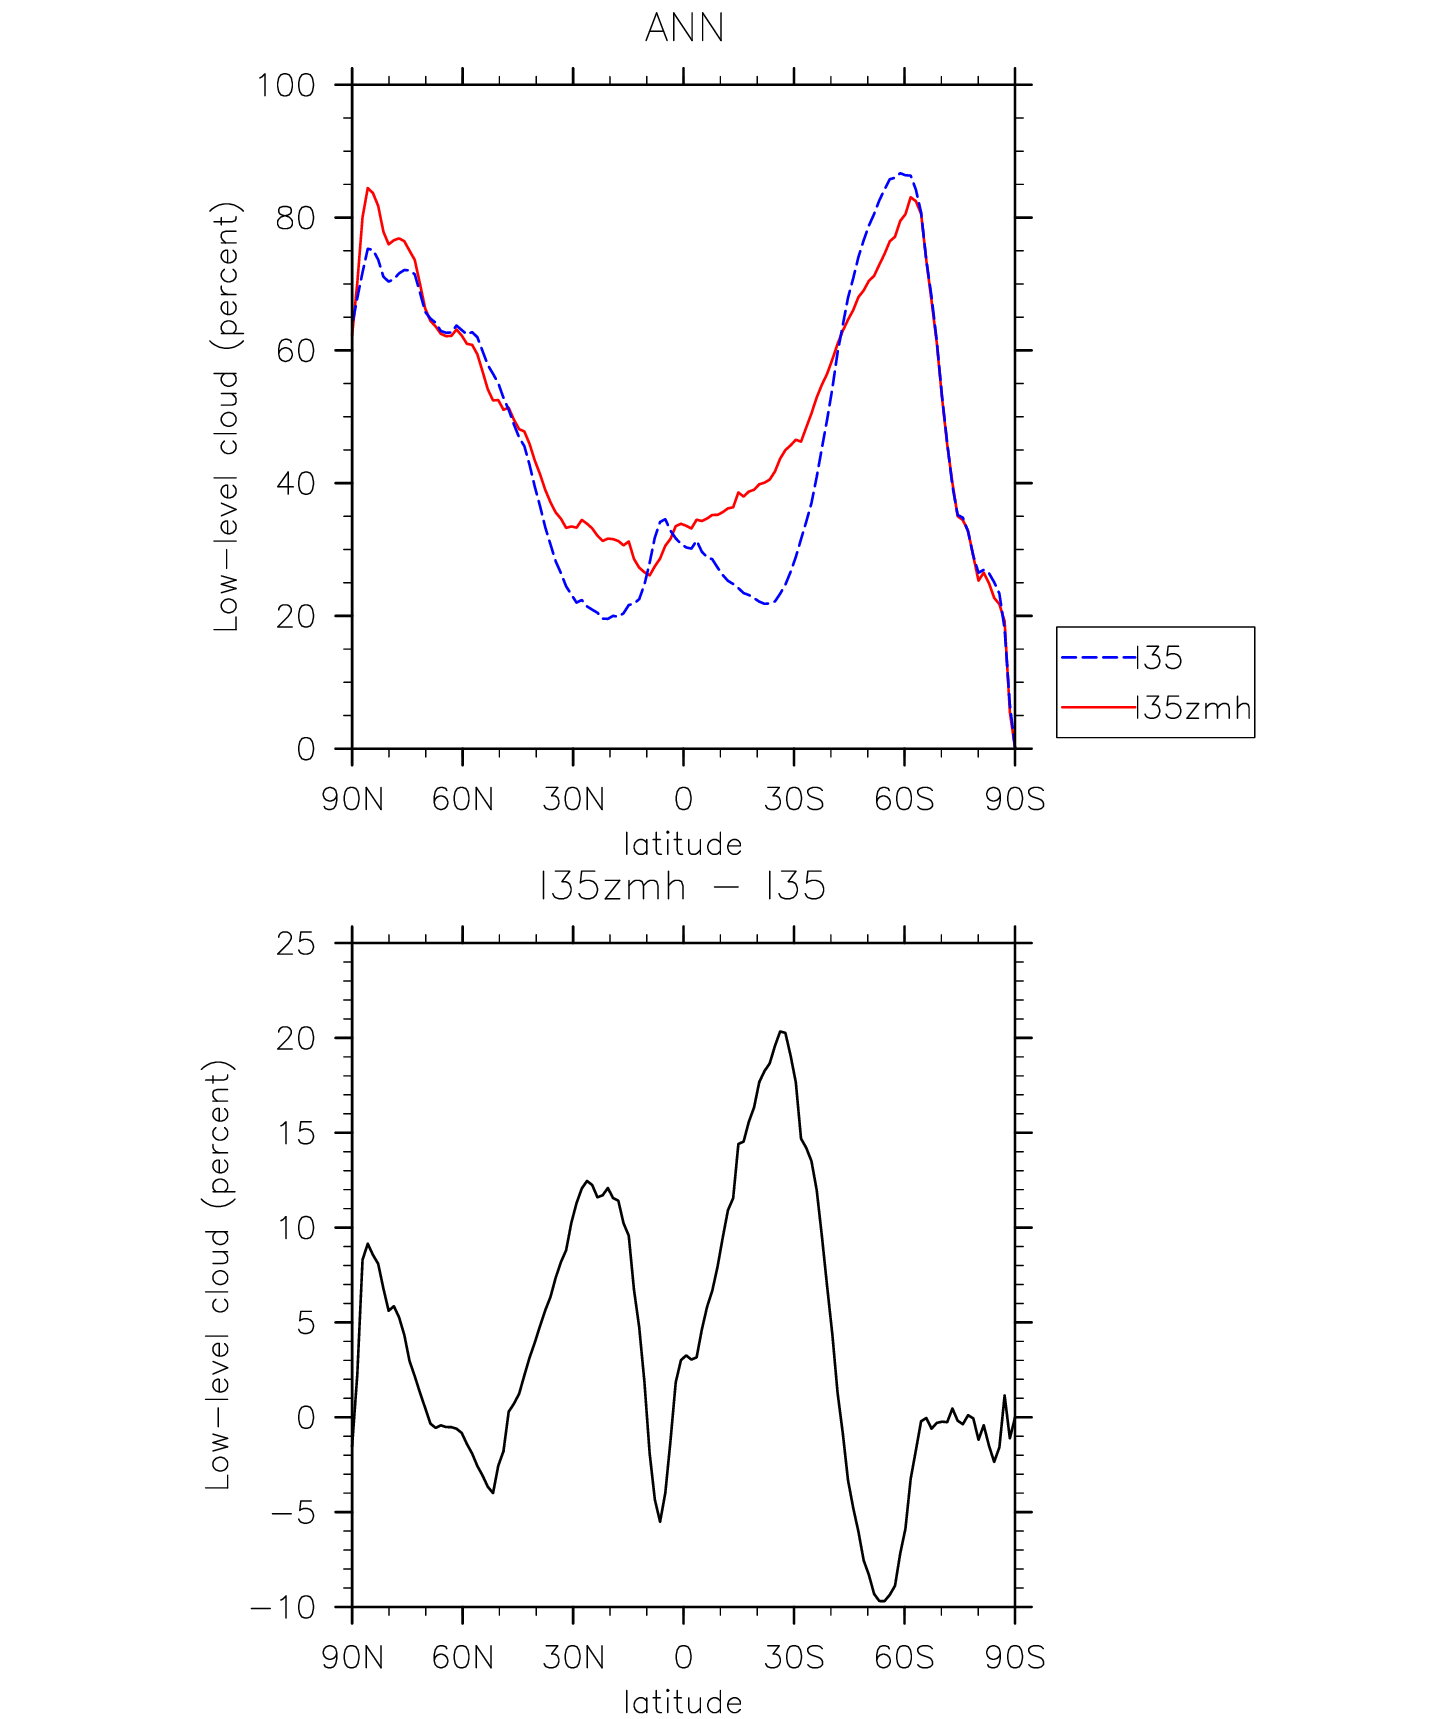 ANN
100
80
60
40
20
0
Low-level cloud (percent)
90N 60N 30N 0 30S 60S 90S
latitude
I35
I35zmh
I35zmh - I35
25
20
15
10
5
0
-5
-10
Low-level cloud (percent)
90N 60N 30N 0 30S 60S 90S
latitude